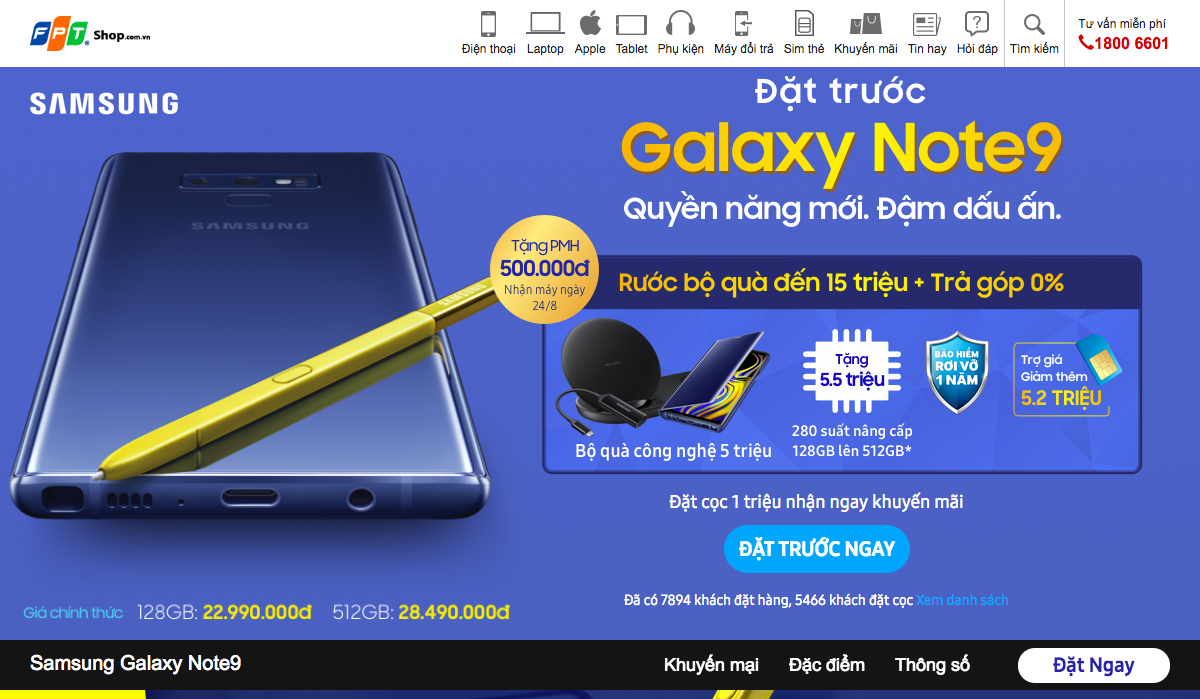 FPT Shop.com.vn
Điện thoại
Laptop
Apple
Tablet
Phụ kiện
Máy đổi trả
Sim thẻ
Khuyến mãi
Tin hay
Hỏi đáp
Tìm kiếm
Tư vấn miễn phí
1800 6601
SAMSUNG
Đặt trước
Galaxy Note9
Quyền năng mới. Đậm dấu ấn.
SAMSUNG
SAMSUNG
Tặng PMH
500.000đ
Nhận máy ngày
24/8
Rước bộ quà đến 15 triệu + Trả góp 0%
Bộ quà công nghệ 5 triệu
Tặng
5.5 triệu
280 suất nâng cấp
128GB lên 512GB*
BẢO HIỂM
RƠI VỠ
1 NĂM
Trợ giá
Giảm thêm
5.2 TRIỆU
Đặt cọc 1 triệu nhận ngay khuyến mãi
ĐẶT TRƯỚC NGAY
Đã có 7894 khách đặt hàng, 5466 khách đặt cọc Xem danh sách
Giá chính thức 128GB: 22.990.000đ 512GB: 28.490.000đ
Samsung Galaxy Note9
Khuyến mại
Đặc điểm
Thông số
Đặt Ngay